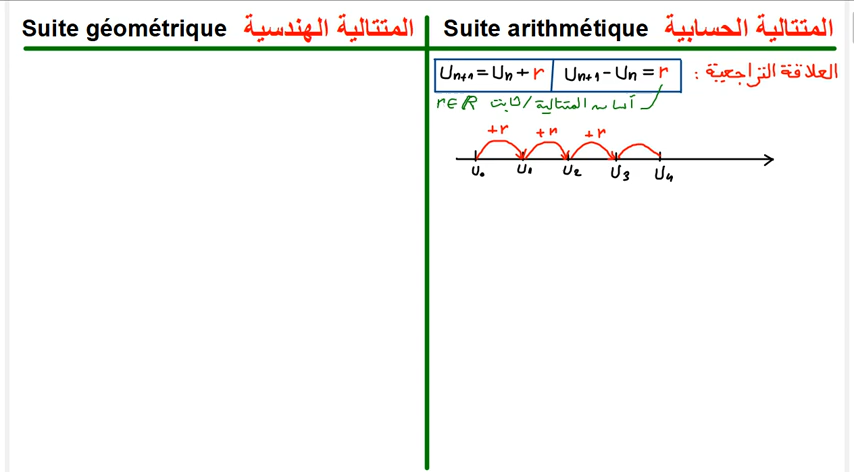 Suite géométrique المتتالية الهندسية
Suite arithmétique المتتالية الحسابية
العلاقة التراجعية :
Uₙ₊₁ = Uₙ + r
Uₙ₊₁ - Uₙ = r
أساس المتتالية / ثابت r∈ℝ
+r +r +r
U₀ U₁ U₂ U₃ U₄